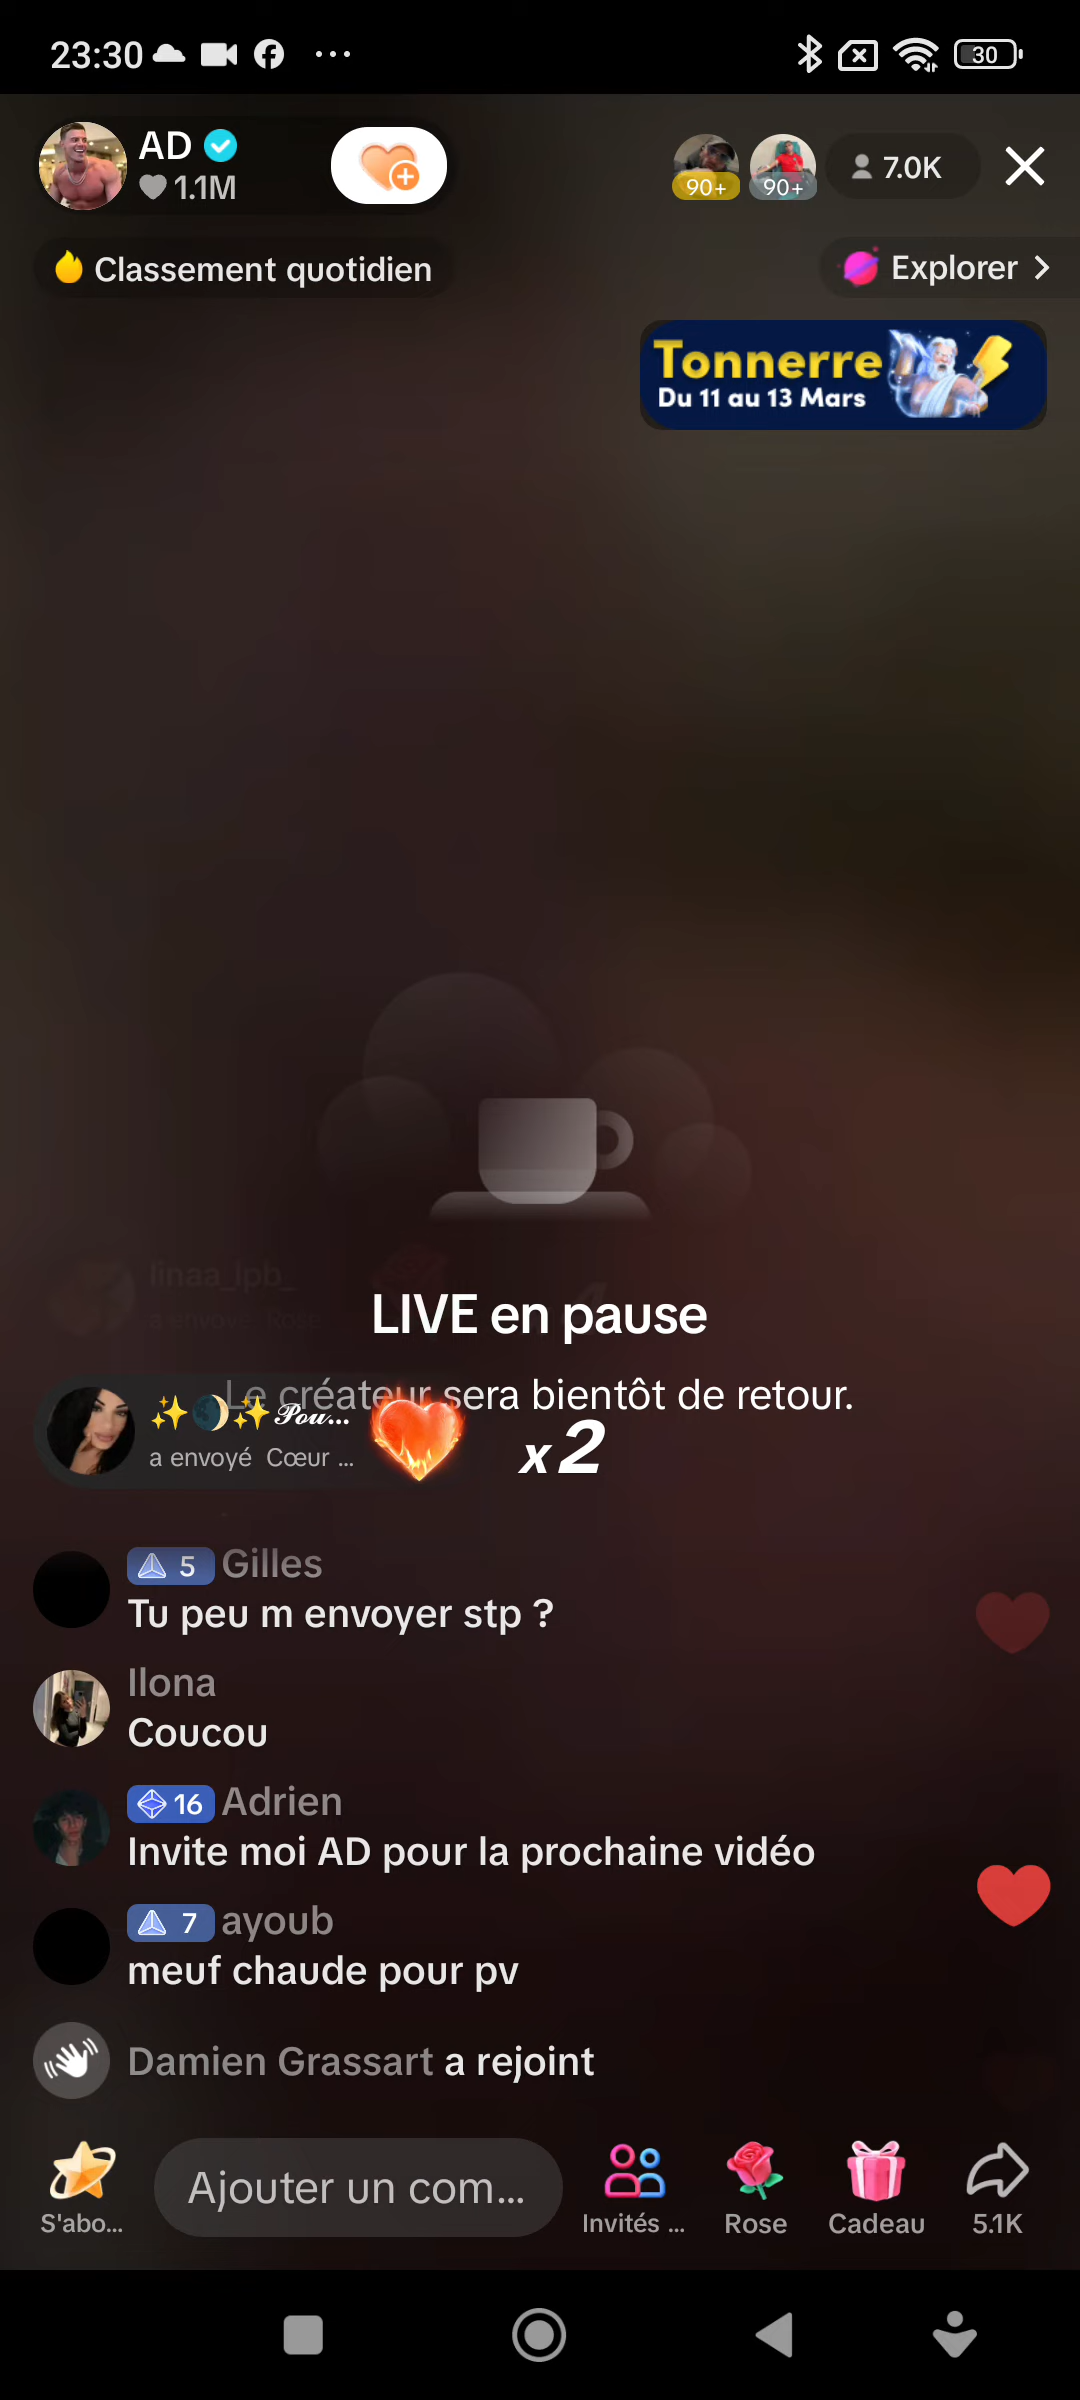 23:30
30
AD
1.1M
90+
90+
7.0K
Classement quotidien
Explorer
Tonnerre
Du 11 au 13 Mars
linaa_lpb_
a envoyé Rose
LIVE en pause
Le créateur sera bientôt de retour.
✨🌒✨𝒫𝑜𝓊...
a envoyé Cœur ...
x2
5 Gilles
Tu peu m envoyer stp ?
Ilona
Coucou
16 Adrien
Invite moi AD pour la prochaine vidéo
7 ayoub
meuf chaude pour pv
Damien Grassart a rejoint
Ajouter un com...
S'abo...
Invités ...
Rose
Cadeau
5.1K